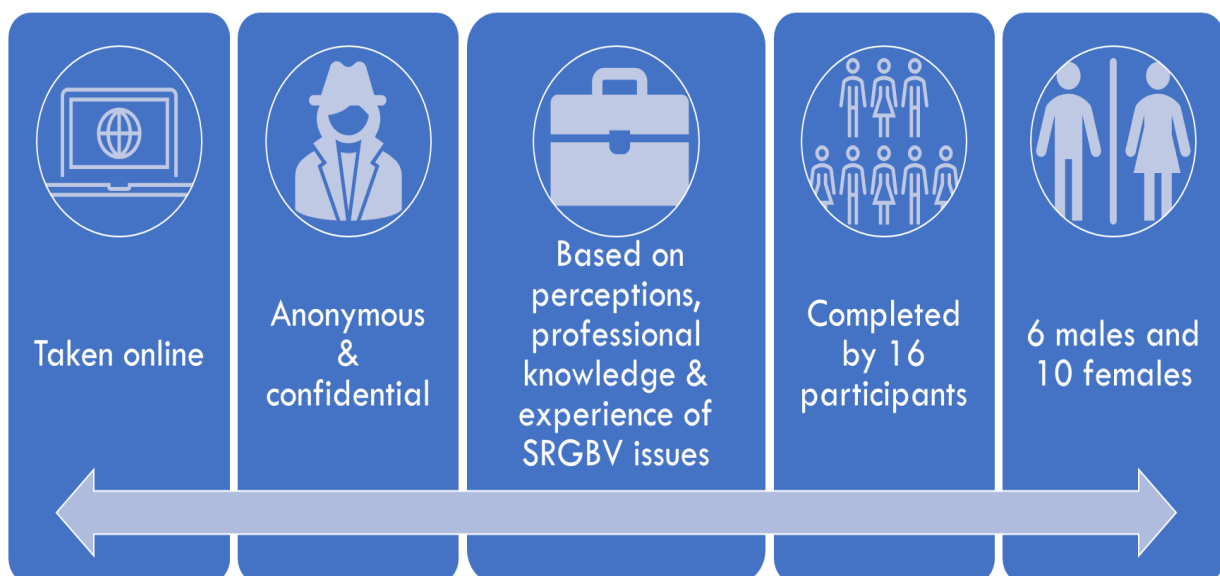 Taken online
Anonymous
&
confidential
Based on
perceptions,
professional
knowledge &
experience of
SRGBV issues
Completed
by 16
participants
6 males and
10 females